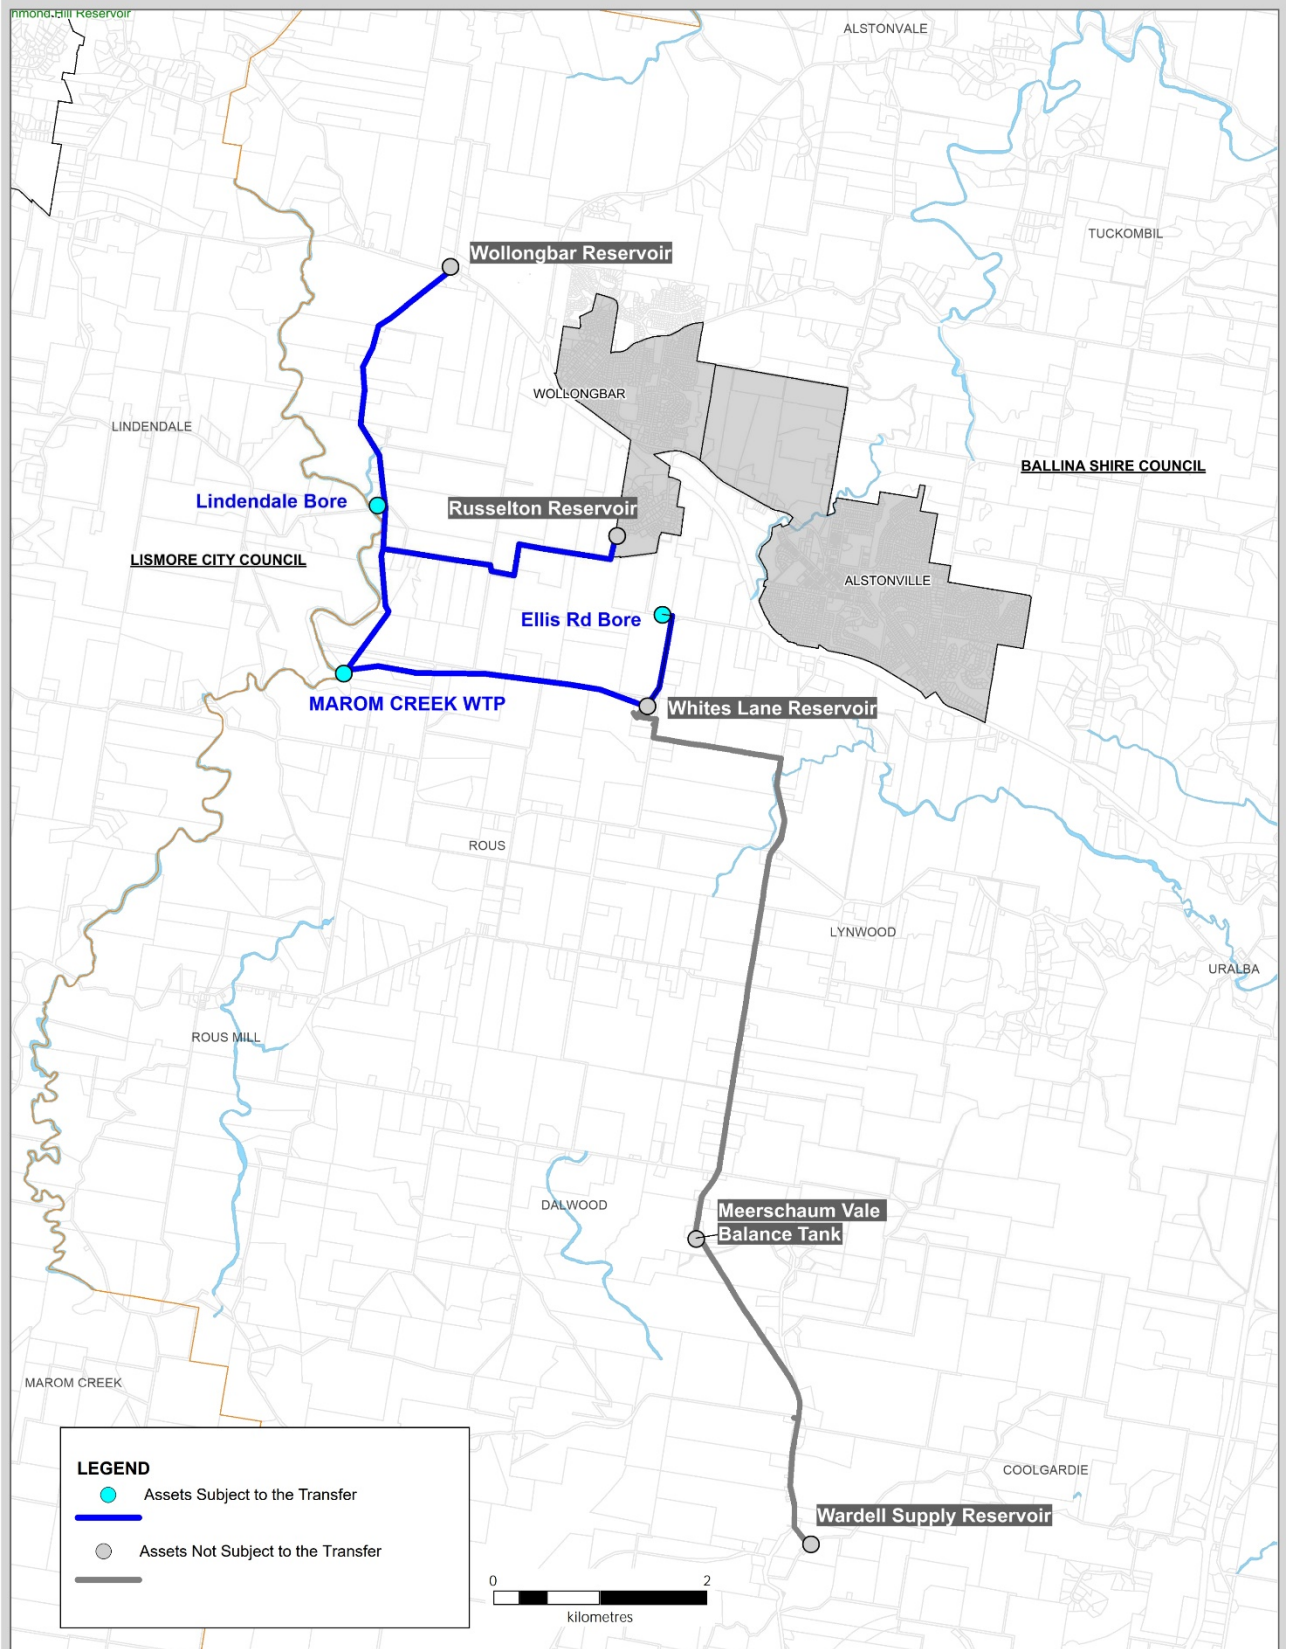 Hill Reservoir
ALSTONVALE
TUCKOMBIL
Wollongbar Reservoir
WOLLONGBAR
LINDENDALE
BALLINA SHIRE COUNCIL
Lindendale Bore
Russelton Reservoir
LISMORE CITY COUNCIL
ALSTONVILLE
Ellis Rd Bore
MAROM CREEK WTP
Whites Lane Reservoir
ROUS
LYNWOOD
URALBA
ROUS MILL
DALWOOD
Meerschaum Vale
Balance Tank
MAROM CREEK
COOLGARDIE
Wardell Supply Reservoir
LEGEND
Assets Subject to the Transfer
Assets Not Subject to the Transfer
0 2
kilometres